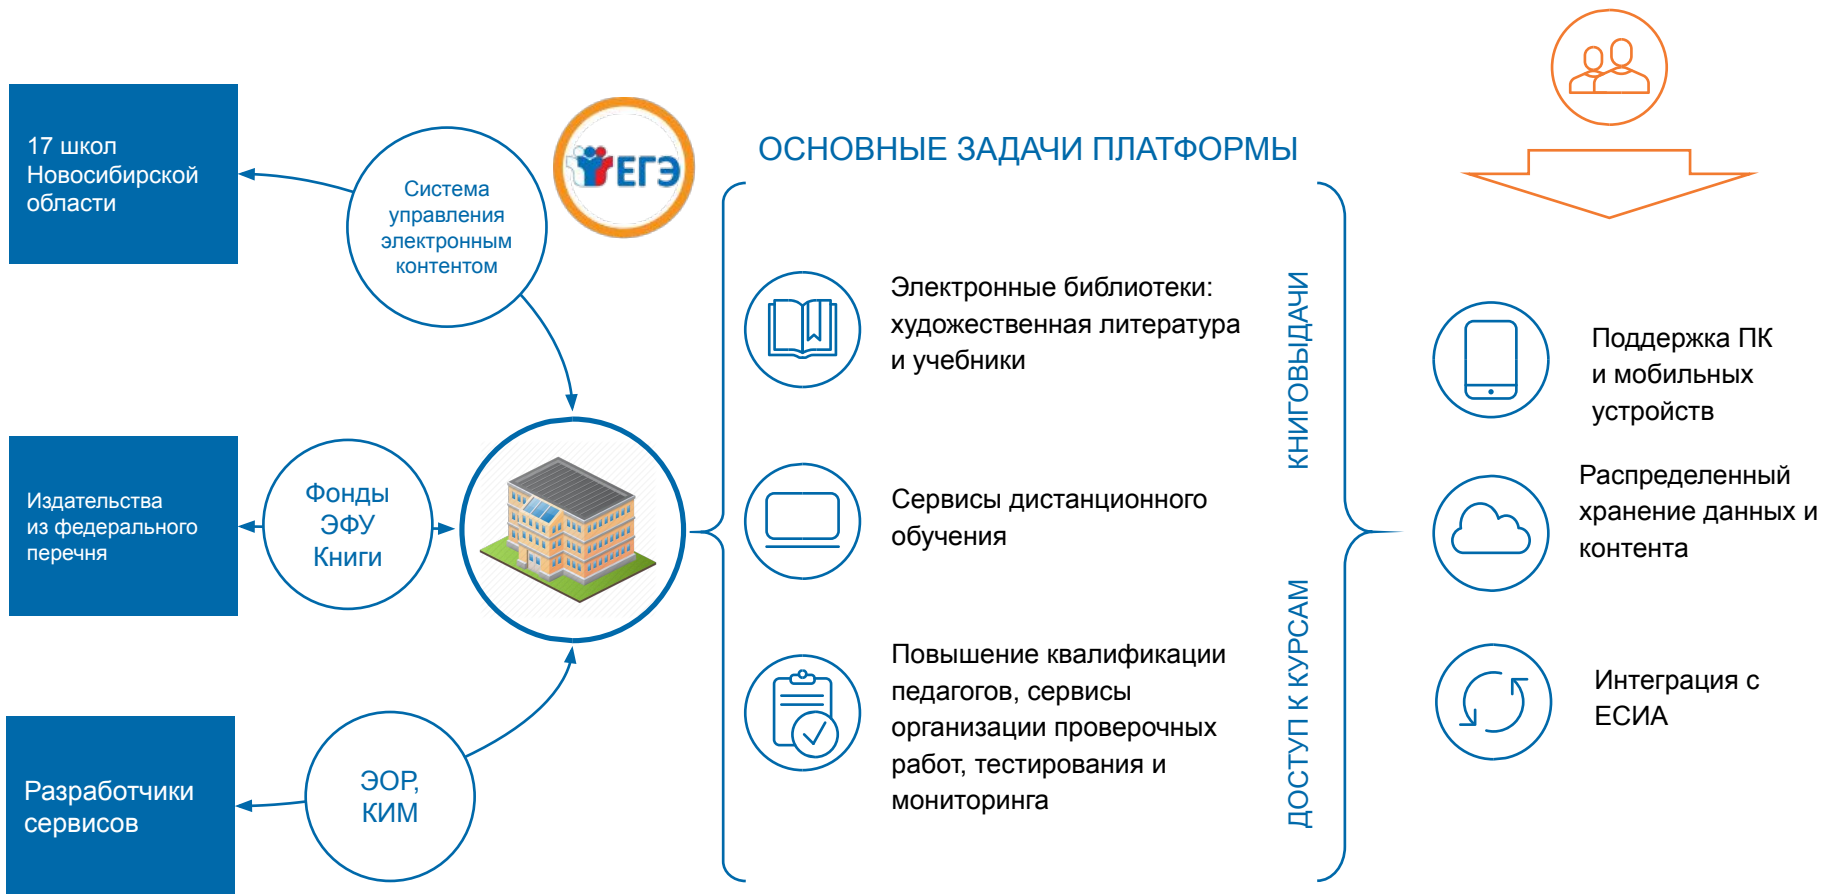 17 школ
Новосибирской
области
Система
управления
электронным
контентом
ЕГЭ
Издательства
из федерального
перечня
Фонды
ЭФУ
Книги
Разработчики
сервисов
ЭОР,
КИМ
ОСНОВНЫЕ ЗАДАЧИ ПЛАТФОРМЫ
Электронные библиотеки:
художественная литература
и учебники
Сервисы дистанционного
обучения
Повышение квалификации
педагогов, сервисы
организации проверочных
работ, тестирования и
мониторинга
КНИГОВЫДАЧИ
ДОСТУП К КУРСАМ
Поддержка ПК
и мобильных
устройств
Распределенный
хранение данных и
контента
Интеграция с
ЕСИА